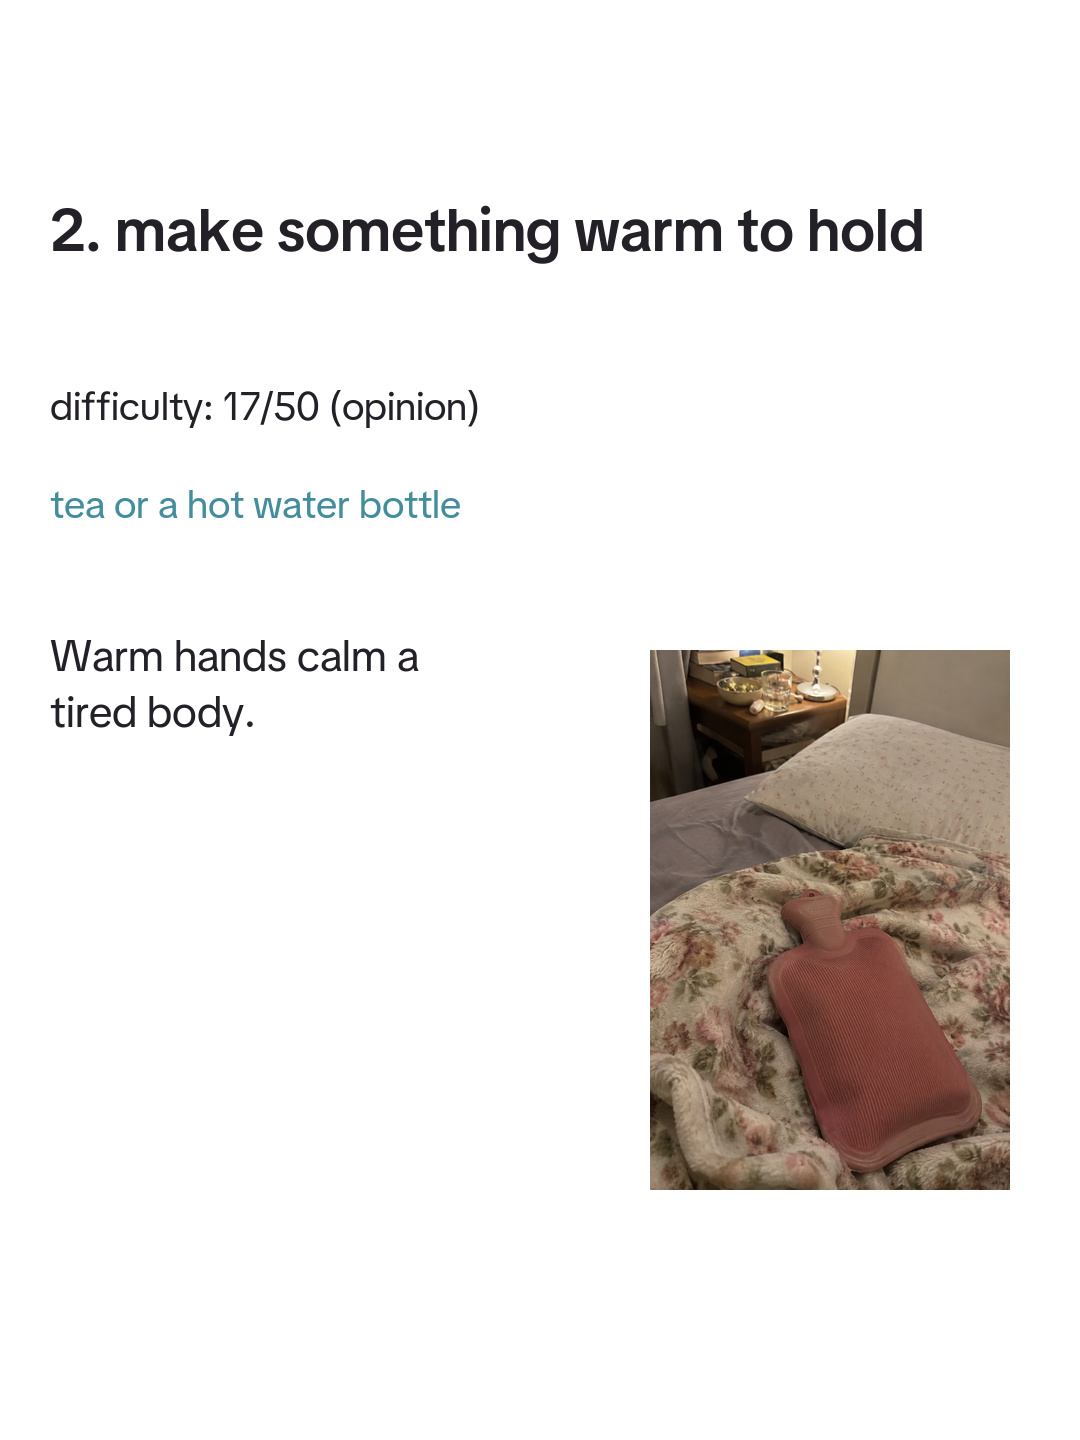 2. make something warm to hold
difficulty: 17/50 (opinion)
tea or a hot water bottle
Warm hands calm a
tired body.